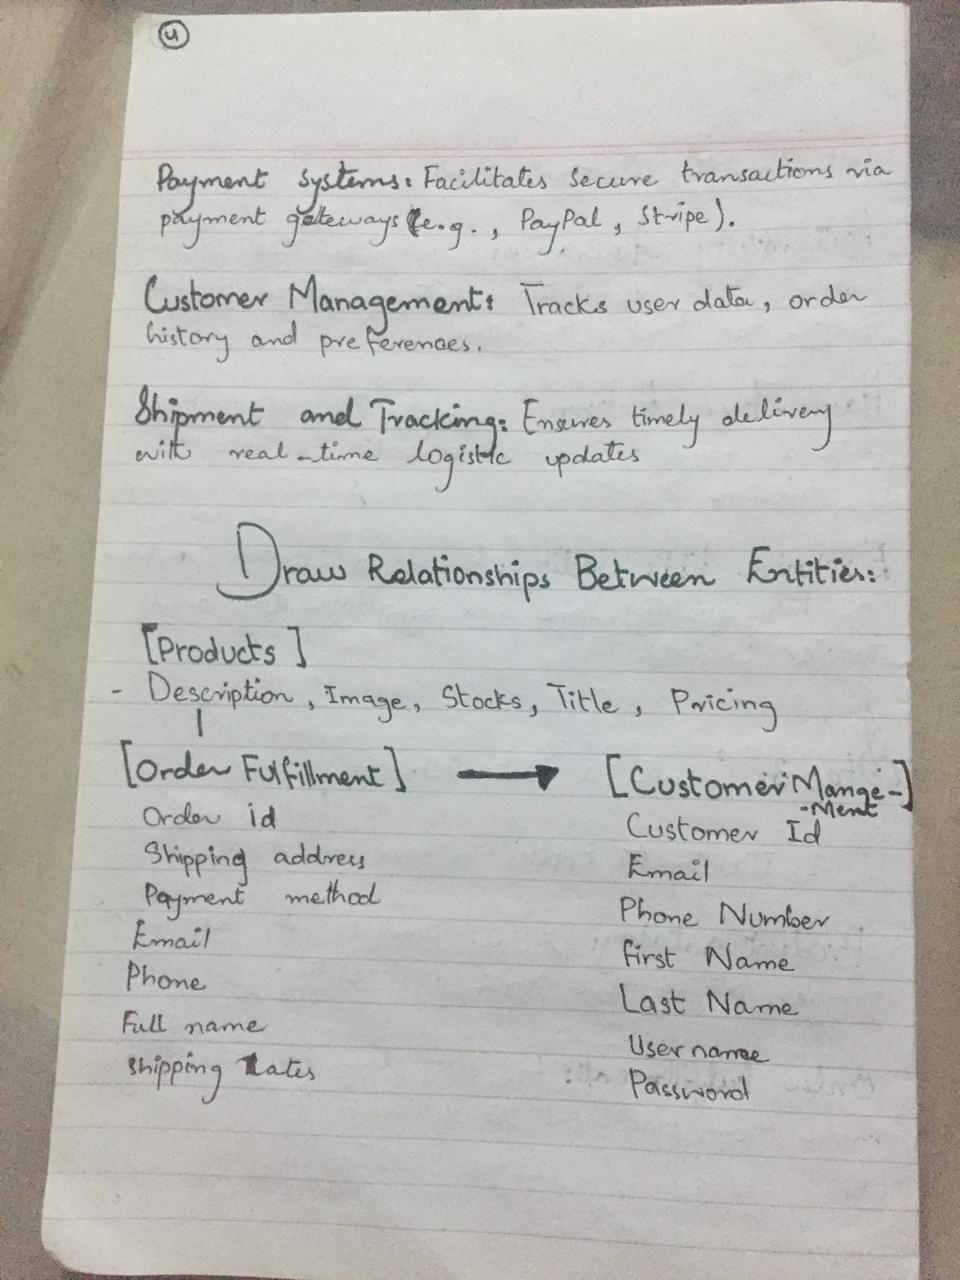 4
Payment systems: Facilitates secure transactions via
payment gateways (e.g., PayPal, Stripe).
Customer Management: Tracks user data, order
history and preferences.
Shipment and Tracking: Ensures timely delivery
with real-time logistic updates
Draw Relationships Between Entities:
[Products]
- Description, Image, Stocks, Title, Pricing
[Order Fulfillment] → [Customer Mange-]
-Ment
Order id
Shipping address
Payment method
Email
Phone
Full name
Shipping rates
Customer Id
Email
Phone Number
First Name
Last Name
User name
Password